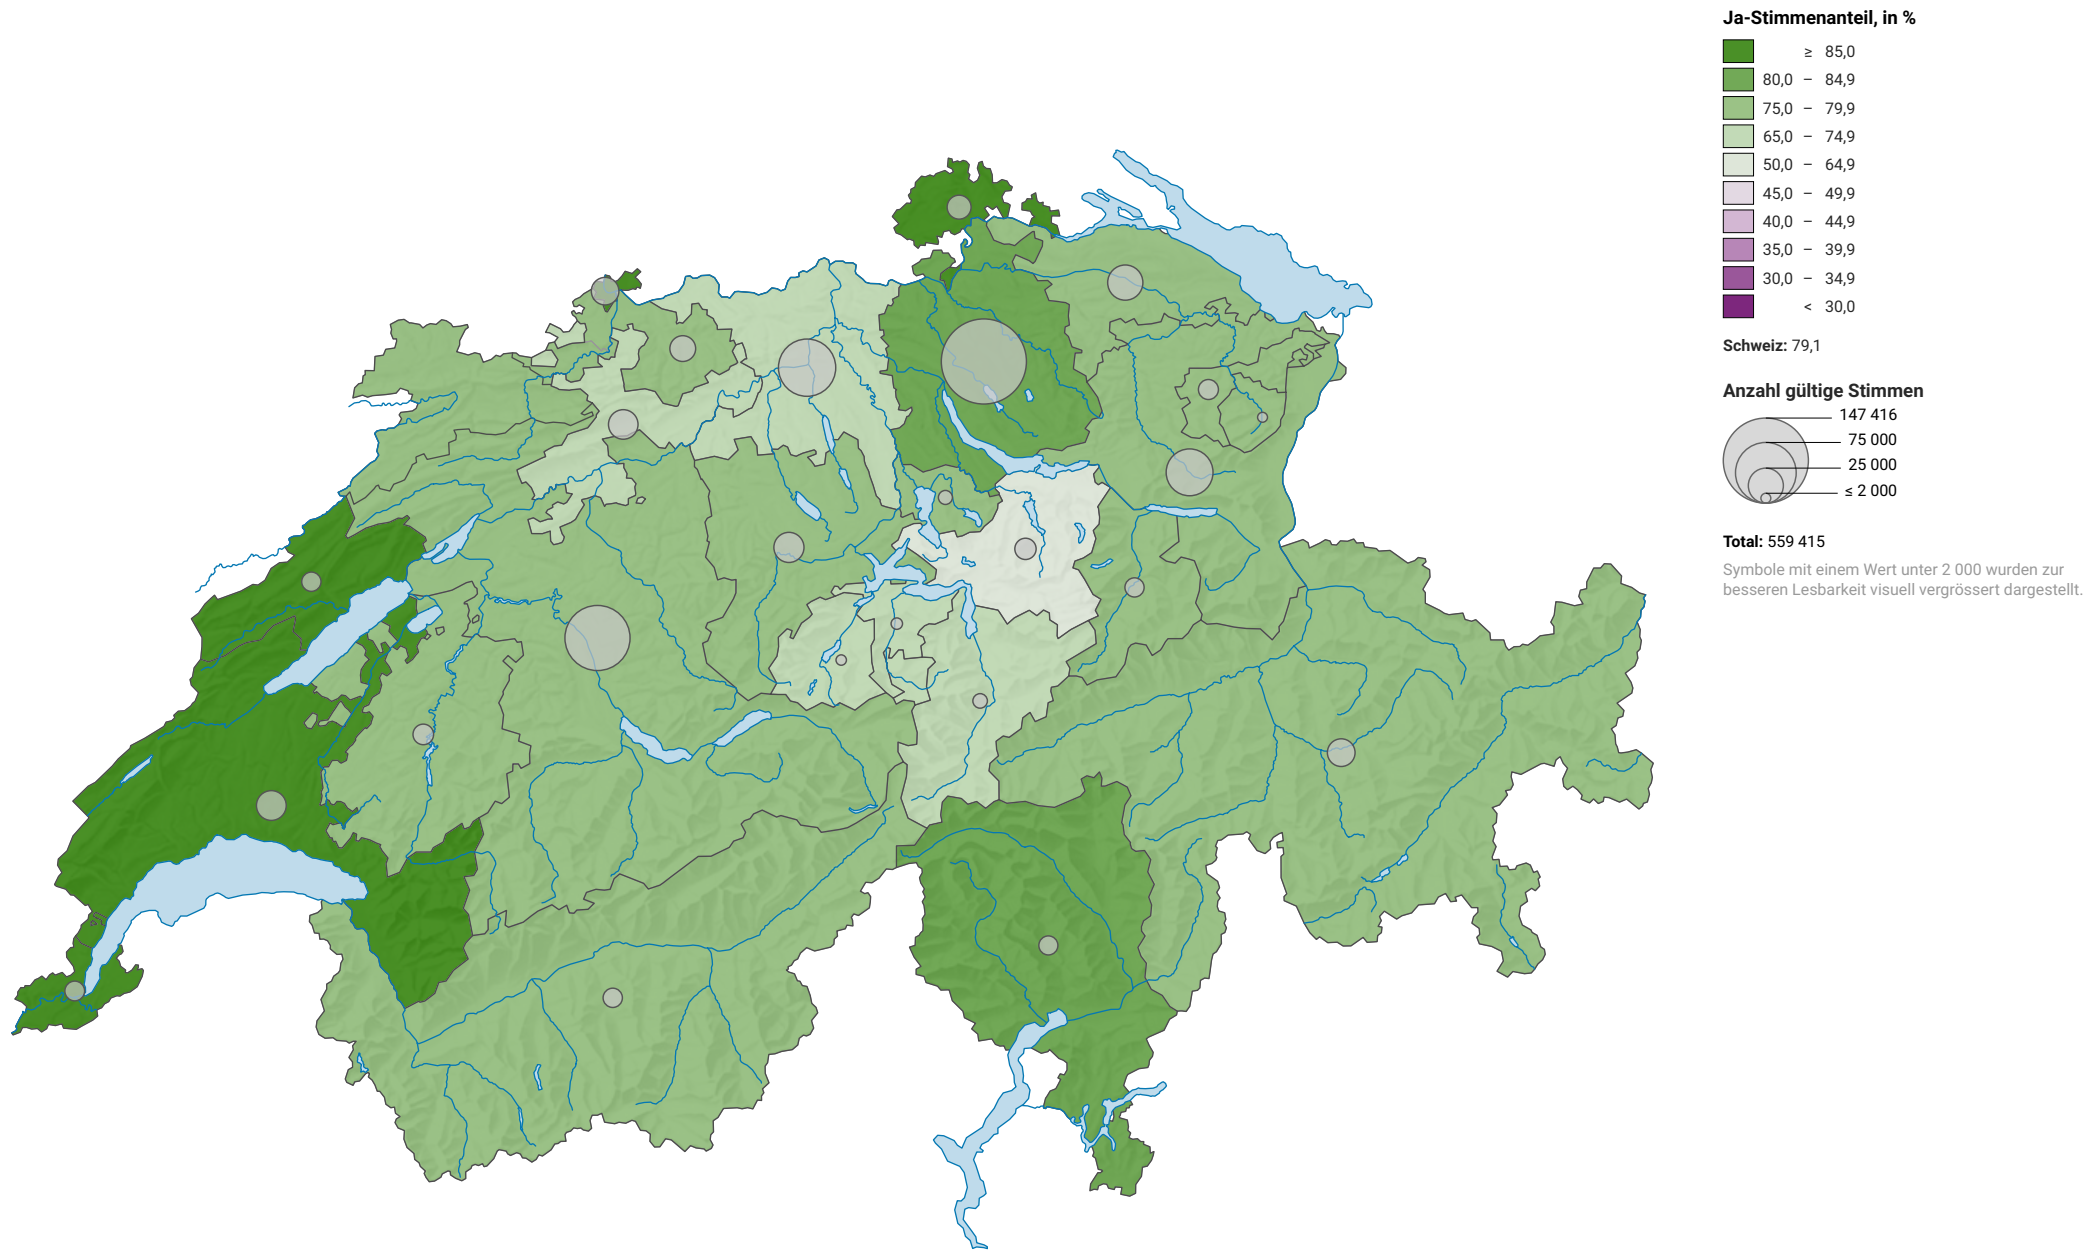 Ja-Stimmenanteil, in %
≥ 85,0
80,0 – 84,9
75,0 – 79,9
65,0 – 74,9
50,0 – 64,9
45,0 – 49,9
40,0 – 44,9
35,0 – 39,9
30,0 – 34,9
< 30,0
Schweiz: 79,1
Anzahl gültige Stimmen
147 416
75 000
25 000
≤ 2 000
Total: 559 415
Symbole mit einem Wert unter 2 000 wurden zur
besseren Lesbarkeit visuell vergrössert dargestellt.